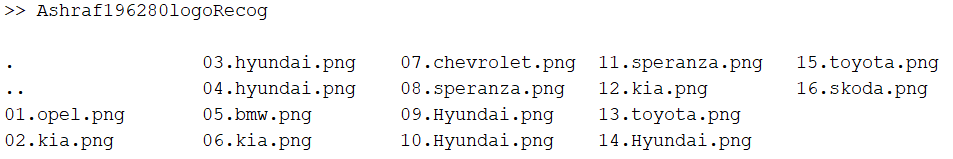 >> Ashraf196280logoRecog
. 03.hyundai.png 07.chevrolet.png 11.speranza.png 15.toyota.png
.. 04.hyundai.png 08.speranza.png 12.kia.png 16.skoda.png
01.opel.png 05.bmw.png 09.Hyundai.png 13.toyota.png
02.kia.png 06.kia.png 10.Hyundai.png 14.Hyundai.png